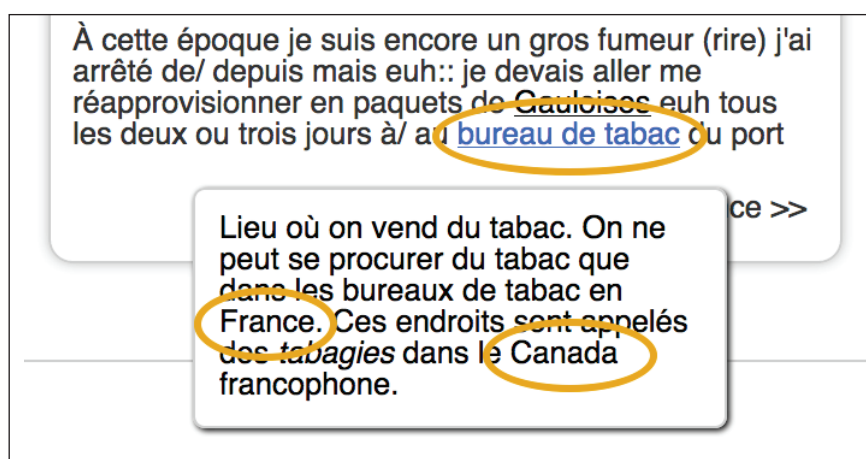 À cette époque je suis encore un gros fumeur (rire) j'ai
arrêté de/ depuis mais euh:: je devais aller me
réapprovisionner en paquets de Gauloises euh tous
les deux ou trois jours à/ au bureau de tabac du port
ce >>
Lieu où on vend du tabac. On ne
peut se procurer du tabac que
dans les bureaux de tabac en
France. Ces endroits sont appelés
des tabagies dans le Canada
francophone.